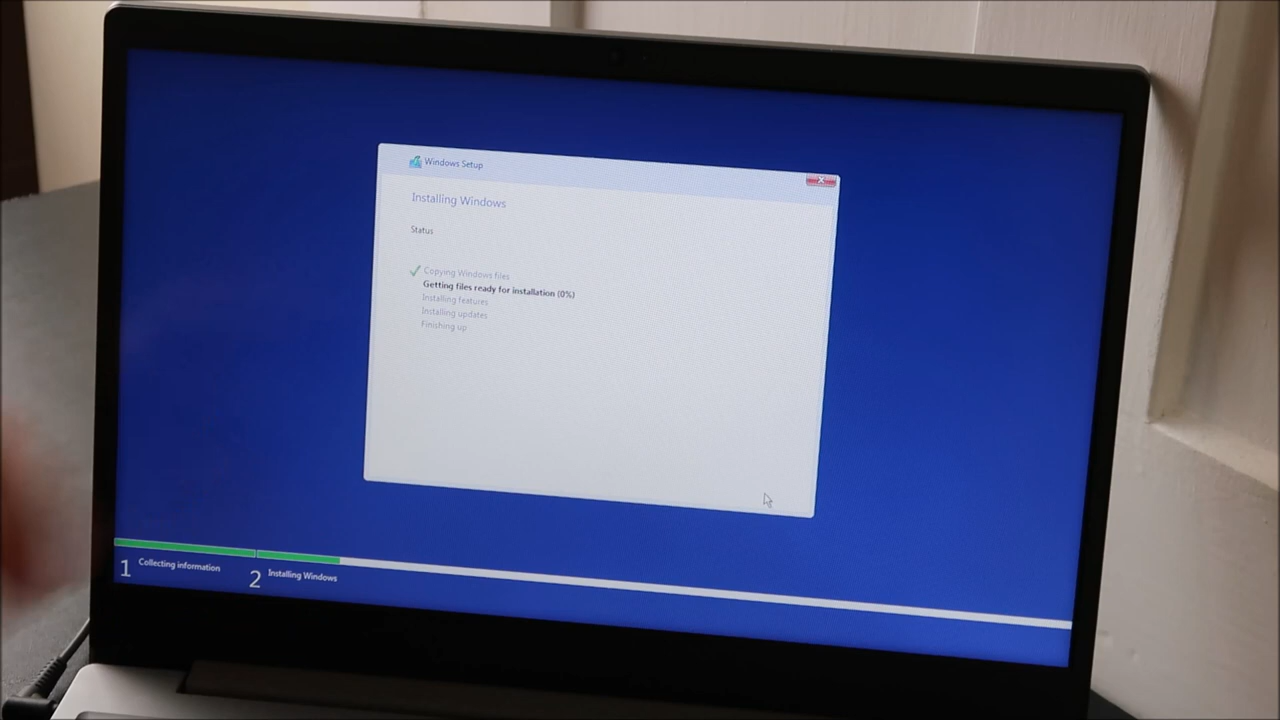 Windows Setup
Installing Windows
Status
Copying Windows files
Getting files ready for installation (0%)
Installing features
Installing updates
Finishing up
1 Collecting information
2 Installing Windows